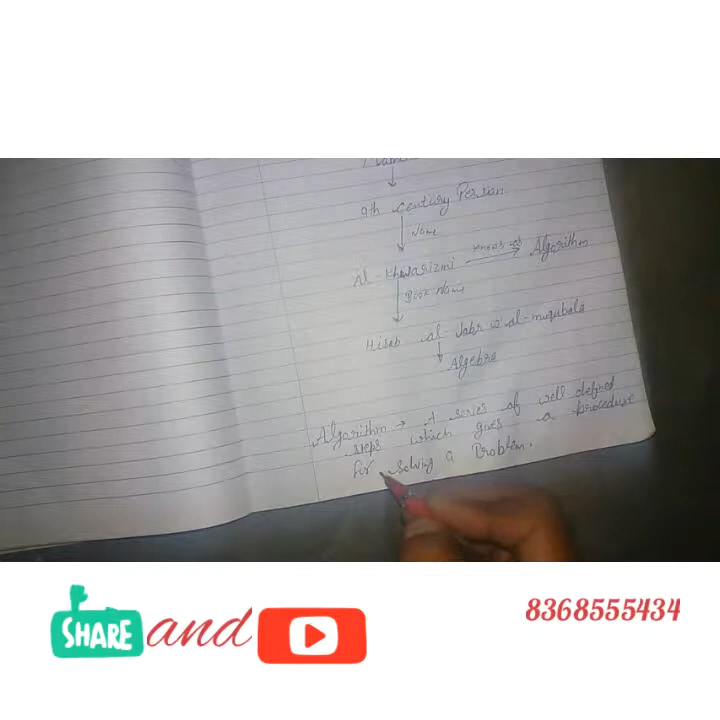 9th century Persian
Name
Al-Khwarizmi
Known as
Algorithm
Book Name
Hisab al-Jabr w'al-muqubala
Algebra
Algorithm → A series of well defined
steps which gives a procedure
for solving a Problem.
SHARE and
8368555434